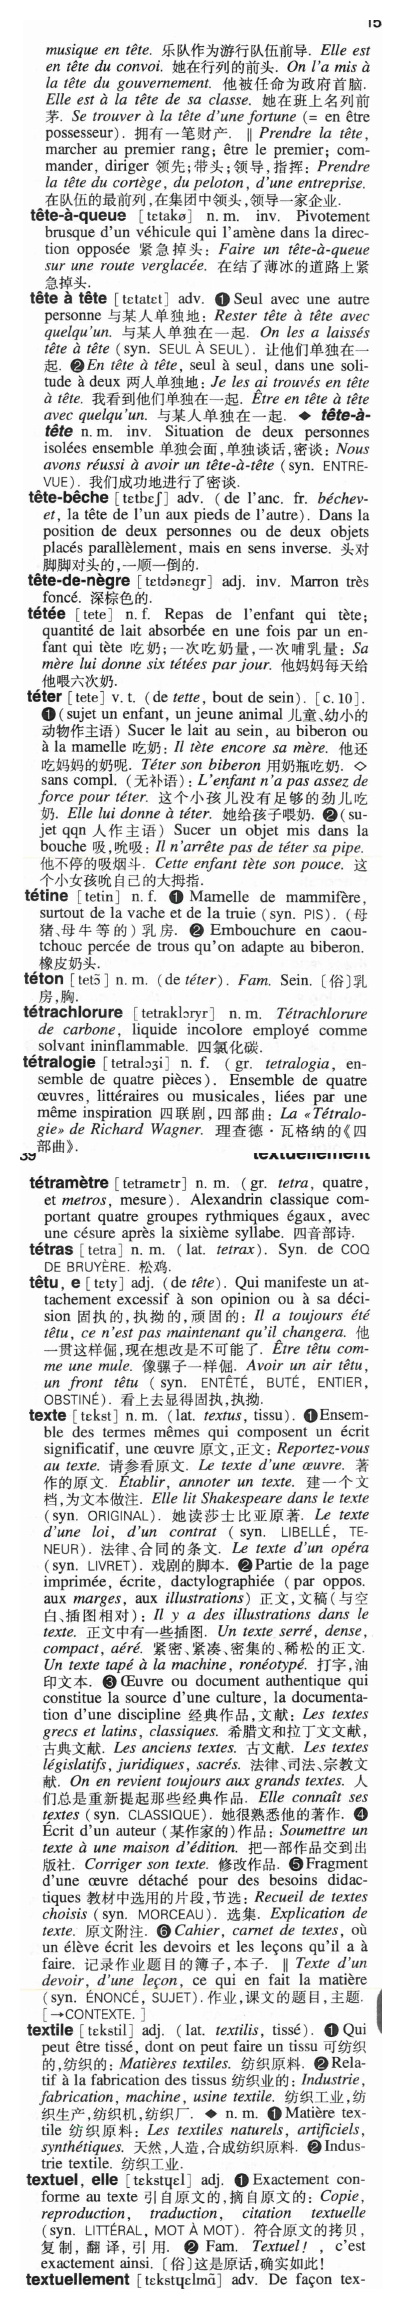 15
musique en tête. 乐队作为游行队伍前导. Elle est
en tête du convoi. 她在行列的前头. On l'a mis à
la tête du gouvernement. 他被任命为政府首脑.
Elle est à la tête de sa classe. 她在班上名列前
茅. Se trouver à la tête d'une fortune (= en être
possesseur). 拥有一笔财产. ‖ Prendre la tête,
marcher au premier rang; être le premier; com-
mander, diriger 领先;带头;领导,指挥: Prendre
la tête du cortège, du peloton, d'une entreprise.
在队伍的最前列,在集团中领头,领导一家企业.
tête-à-queue [tɛtakø] n. m. inv. Pivotement
brusque d'un véhicule qui l'amène dans la direc-
tion opposée 紧急掉头: Faire un tête-à-queue
sur une route verglacée. 在结了薄冰的道路上紧
急掉头.
tête à tête [tɛtatɛt] adv. ❶ Seul avec une autre
personne 与某人单独地: Rester tête à tête avec
quelqu'un. 与某人单独在一起. On les a laissés
tête à tête (syn. SEUL À SEUL). 让他们单独在一
起. ❷ En tête à tête, seul à seul, dans une soli-
tude à deux 两人单独地: Je les ai trouvés en tête
à tête. 我看到他们单独在一起. Être en tête à tête
avec quelqu'un. 与某人单独在一起. ◆ tête-à-
tête n. m. inv. Situation de deux personnes
isolées ensemble 单独会面,单独谈话,密谈: Nous
avons réussi à avoir un tête-à-tête (syn. ENTRE-
VUE). 我们成功地进行了密谈.
tête-bêche [tɛtbɛʃ] adv. (de l'anc. fr. béchev-
et, la tête de l'un aux pieds de l'autre). Dans la
position de deux personnes ou de deux objets
placés parallèlement, mais en sens inverse. 头对
脚脚对头的,一顺一倒的.
tête-de-nègre [tɛtdənɛgr] adj. inv. Marron très
foncé. 深棕色的.
tétée [tete] n. f. Repas de l'enfant qui tète;
quantité de lait absorbée en une fois par un en-
fant qui tète 吃奶;一次吃奶量,一次哺乳量: Sa
mère lui donne six tétées par jour. 他妈妈每天给
他喂六次奶.
téter [tete] v. t. (de tette, bout de sein). [c. 10].
❶ (sujet un enfant, un jeune animal 儿童、幼小的
动物作主语) Sucer le lait au sein, au biberon ou
à la mamelle 吃奶: Il tète encore sa mère. 他还
吃妈妈的奶呢. Téter son biberon 用奶瓶吃奶. ◇
sans compl. (无补语): L'enfant n'a pas assez de
force pour téter. 这个小孩儿没有足够的劲儿吃
奶. Elle lui donne à téter. 她给孩子喂奶. ❷ (su-
jet qqn 人作主语) Sucer un objet mis dans la
bouche 吸,吮吸: Il n'arrête pas de téter sa pipe.
他不停的吸烟斗. Cette enfant tète son pouce. 这
个小女孩吮自己的大拇指.
tétine [tetin] n. f. ❶ Mamelle de mammifère,
surtout de la vache et de la truie (syn. PIS). (母
猪、母牛等的)乳房. ❷ Embouchure en caou-
tchouc percée de trous qu'on adapte au biberon.
橡皮奶头.
téton [tetɔ̃] n. m. (de téter). Fam. Sein. [俗]乳
房,胸.
tétrachlorure [tetraklɔryr] n. m. Tétrachlorure
de carbone, liquide incolore employé comme
solvant ininflammable. 四氯化碳.
tétralogie [tetralɔʒi] n. f. (gr. tetralogia, en-
semble de quatre pièces). Ensemble de quatre
œuvres, littéraires ou musicales, liées par une
même inspiration 四联剧,四部曲: La «Tétralo-
gie» de Richard Wagner. 理查德·瓦格纳的《四
部曲》.
39 textuellement
tétramètre [tetramɛtr] n. m. (gr. tetra, quatre,
et metros, mesure). Alexandrin classique com-
portant quatre groupes rythmiques égaux, avec
une césure après la sixième syllabe. 四音部诗.
tétras [tetra] n. m. (lat. tetrax). Syn. de COQ
DE BRUYÈRE. 松鸡.
têtu, e [tɛty] adj. (de tête). Qui manifeste un at-
tachement excessif à son opinion ou à sa déci-
sion 固执的,执拗的,顽固的: Il a toujours été
têtu, ce n'est pas maintenant qu'il changera. 他
一贯这样倔,现在想改是不可能了. Être têtu com-
me une mule. 像骡子一样倔. Avoir un air têtu,
un front têtu (syn. ENTÊTÉ, BUTÉ, ENTIER,
OBSTINÉ). 看上去显得固执,执拗.
texte [tɛkst] n. m. (lat. textus, tissu). ❶ Ensem-
ble des termes mêmes qui composent un écrit
significatif, une œuvre 原文,正文: Reportez-vous
au texte. 请参看原文. Le texte d'une œuvre. 著
作的原文. Établir, annoter un texte. 建一个文
档,为文本做注. Elle lit Shakespeare dans le texte
(syn. ORIGINAL). 她读莎士比亚原著. Le texte
d'une loi, d'un contrat (syn. LIBELLÉ, TE-
NEUR). 法律、合同的条文. Le texte d'un opéra
(syn. LIVRET). 戏剧的脚本. ❷ Partie de la page
imprimée, écrite, dactylographiée (par oppos.
aux marges, aux illustrations) 正文,文稿(与空
白、插图相对): Il y a des illustrations dans le
texte. 正文中有一些插图. Un texte serré, dense,
compact, aéré. 紧密、紧凑、密集的、稀松的正文.
Un texte tapé à la machine, ronéotypé. 打字,油
印文本. ❸ Œuvre ou document authentique qui
constitue la source d'une culture, la documenta-
tion d'une discipline 经典作品,文献: Les textes
grecs et latins, classiques. 希腊文和拉丁文文献,
古典文献. Les anciens textes. 古文献. Les textes
législatifs, juridiques, sacrés. 法律、司法、宗教文
献. On en revient toujours aux grands textes. 人
们总是重新提起那些经典作品. Elle connaît ses
textes (syn. CLASSIQUE). 她很熟悉他的著作. ❹
Écrit d'un auteur (某作家的)作品: Soumettre un
texte à une maison d'édition. 把一部作品交到出
版社. Corriger son texte. 修改作品. ❺ Fragment
d'une œuvre détaché pour des besoins didac-
tiques 教材中选用的片段,节选: Recueil de textes
choisis (syn. MORCEAU). 选集. Explication de
texte. 原文附注. ❻ Cahier, carnet de textes, où
un élève écrit les devoirs et les leçons qu'il a à
faire. 记录作业题目的簿子,本子. ‖ Texte d'un
devoir, d'une leçon, ce qui en fait la matière
(syn. ÉNONCÉ, SUJET). 作业,课文的题目,主题.
[→CONTEXTE.]
textile [tɛkstil] adj. (lat. textilis, tissé). ❶ Qui
peut être tissé, dont on peut faire un tissu 可纺织
的,纺织的: Matières textiles. 纺织原料. ❷ Rela-
tif à la fabrication des tissus 纺织业的: Industrie,
fabrication, machine, usine textile. 纺织工业,纺
织生产,纺织机,纺织厂. ◆ n. m. ❶ Matière tex-
tile 纺织原料: Les textiles naturels, artificiels,
synthétiques. 天然,人造,合成纺织原料. ❷ Indus-
trie textile. 纺织工业.
textuel, elle [tɛkstɥɛl] adj. ❶ Exactement con-
forme au texte 引自原文的,摘自原文的: Copie,
reproduction, traduction, citation textuelle
(syn. LITTÉRAL, MOT À MOT). 符合原文的拷贝,
复制,翻译,引用. ❷ Fam. Textuel!, c'est
exactement ainsi. [俗]这是原话,确实如此!
textuellement [tɛkstɥɛlmɑ̃] adv. De façon tex-